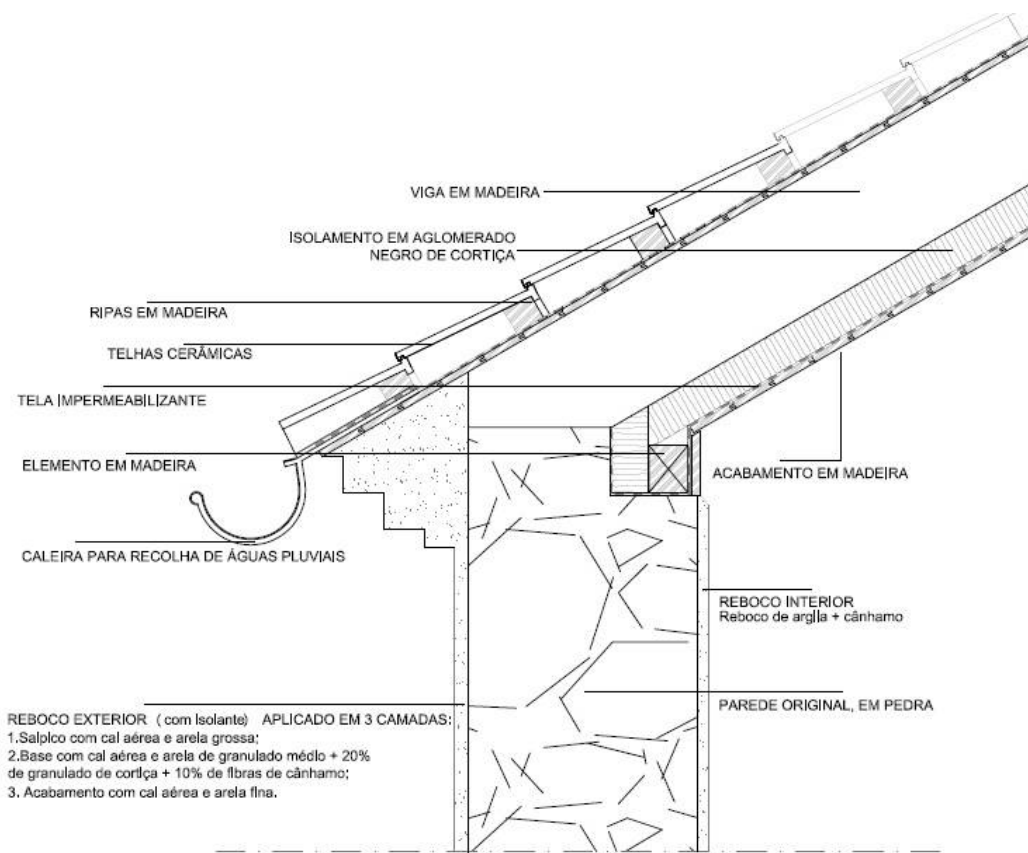 VIGA EM MADEIRA
ISOLAMENTO EM AGLOMERADO
NEGRO DE CORTIÇA
RIPAS EM MADEIRA
TELHAS CERÂMICAS
TELA IMPERMEABILIZANTE
ELEMENTO EM MADEIRA
ACABAMENTO EM MADEIRA
CALEIRA PARA RECOLHA DE ÁGUAS PLUVIAIS
REBOCO INTERIOR
Reboco de argila + cânhamo
PAREDE ORIGINAL, EM PEDRA
REBOCO EXTERIOR ( com Isolante) APLICADO EM 3 CAMADAS:
1.Salpico com cal aérea e areia grossa;
2.Base com cal aérea e areia de granulado médio + 20%
de granulado de cortiça + 10% de fibras de cânhamo;
3. Acabamento com cal aérea e areia fina.